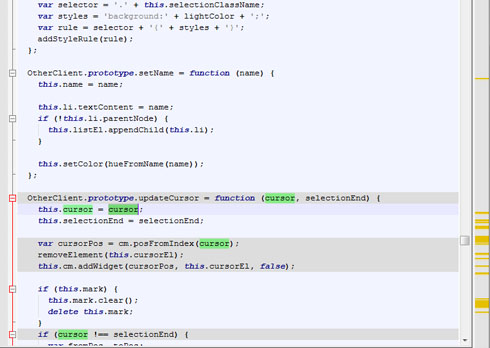 var selector = '.' + this.selectionClassName;
var styles = 'background:' + lightColor + ';';
var rule = selector + '{' + styles + '}';
addStyleRule(rule);
};
OtherClient.prototype.setName = function (name) {
this.name = name;
this.li.textContent = name;
if (!this.li.parentNode) {
this.listEl.appendChild(this.li);
}
this.setColor(hueFromName(name));
};
OtherClient.prototype.updateCursor = function (cursor, selectionEnd) {
this.cursor = cursor;
this.selectionEnd = selectionEnd;
var cursorPos = cm.posFromIndex(cursor);
removeElement(this.cursorEl);
this.cm.addWidget(cursorPos, this.cursorEl, false);
if (this.mark) {
this.mark.clear();
delete this.mark;
}
if (cursor !== selectionEnd) {
var fromPos, toPos;